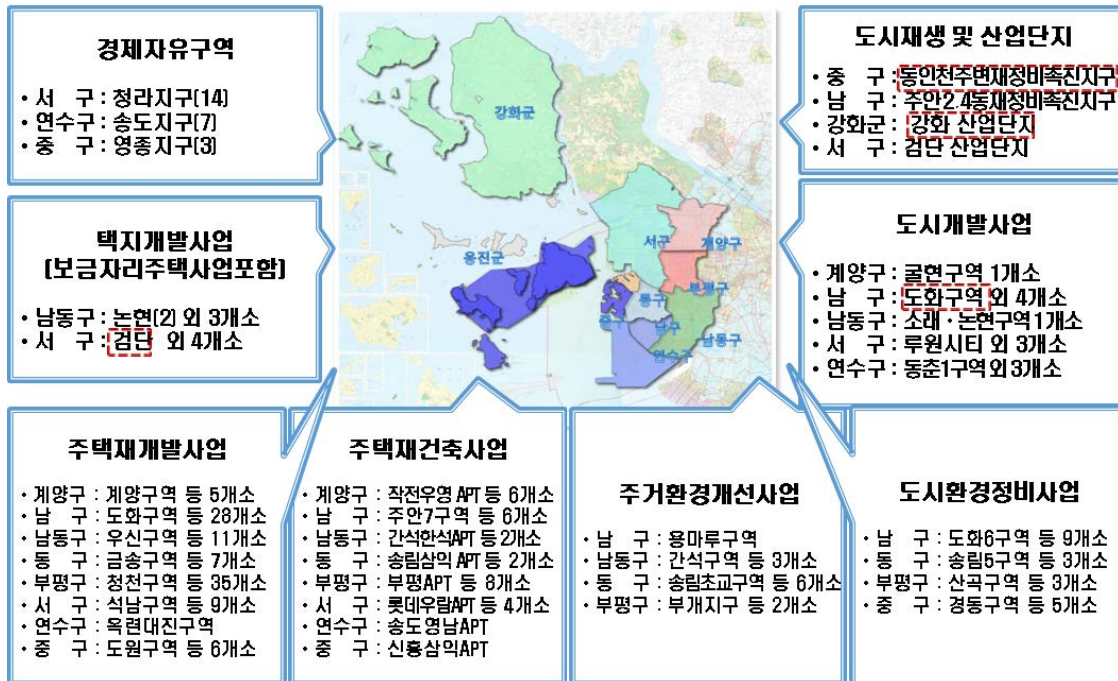 경제자유구역
• 서 구 : 청라지구(14)
• 연수구 : 송도지구(7)
• 중 구 : 영종지구(3)
택지개발사업
(보금자리주택사업포함)
• 남동구 : 논현(2) 외 3개소
• 서 구 : 검단 외 4개소
강화군
옹진군
서구
계양구
동구
부평구
중구
남구
남동구
연수구
도시재생 및 산업단지
• 중 구 : 동인천주변재정비촉진지구
• 남 구 : 주안2.4동재정비촉진지구
• 강화군 : 강화 산업단지
• 서 구 : 검단 산업단지
도시개발사업
• 계양구 : 굴현구역 1개소
• 남 구 : 도화구역 외 4개소
• 남동구 : 소래 · 논현구역1개소
• 서 구 : 루원시티 외 3개소
• 연수구 : 동춘1구역외3개소
주택재개발사업
• 계양구 : 계양구역 등 5개소
• 남 구 : 도화구역 등 28개소
• 남동구 : 우신구역 등 11개소
• 동 구 : 금송구역 등 7개소
• 부평구 : 청천구역 등 35개소
• 서 구 : 석남구역 등 9개소
• 연수구 : 옥련대진구역
• 중 구 : 도원구역 등 6개소
주택재건축사업
• 계양구 : 작전우영 APT 등 6개소
• 남 구 : 주안7구역 등 6개소
• 남동구 : 간석한석APT 등2개소
• 동 구 : 송림삼익 APT 등 2개소
• 부평구 : 부평APT 등 8개소
• 서 구 : 롯데우람APT 등 4개소
• 연수구 : 송도영남APT
• 중 구 : 신흥삼익APT
주거환경개선사업
• 남 구 : 용마루구역
• 남동구 : 간석구역 등 3개소
• 동 구 : 송림초교구역 등 6개소
• 부평구 : 부개지구 등 2개소
도시환경정비사업
• 남 구 : 도화6구역 등 9개소
• 동 구 : 송림5구역 등 3개소
• 부평구 : 산곡구역 등 3개소
• 중 구 : 경동구역 등 5개소